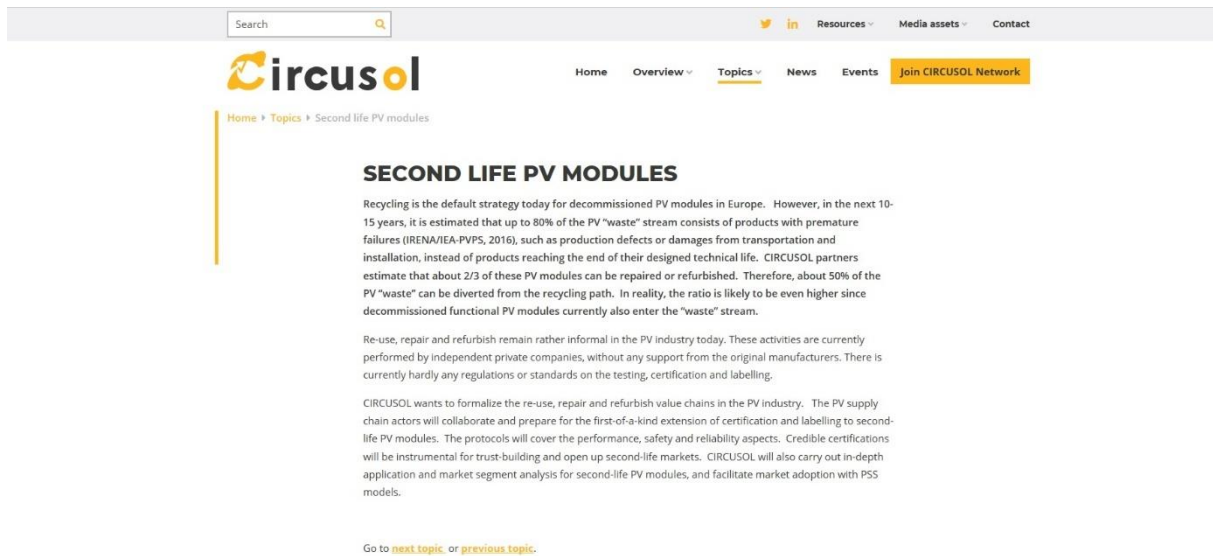 Search
in Resources Media assets Contact
Circusol
Home Overview Topics News Events Join CIRCUSOL Network
Home Topics Second life PV modules
SECOND LIFE PV MODULES
Recycling is the default strategy today for decommissioned PV modules in Europe. However, in the next 10-
15 years, it is estimated that up to 80% of the PV “waste” stream consists of products with premature
failures (IRENA/IEA-PVPS, 2016), such as production defects or damages from transportation and
installation, instead of products reaching the end of their designed technical life. CIRCUSOL partners
estimate that about 2/3 of these PV modules can be repaired or refurbished. Therefore, about 50% of the
PV “waste” can be diverted from the recycling path. In reality, the ratio is likely to be even higher since
decommissioned functional PV modules currently also enter the “waste” stream.
Re-use, repair and refurbish remain rather informal in the PV industry today. These activities are currently
performed by independent private companies, without any support from the original manufacturers. There is
currently hardly any regulations or standards on the testing, certification and labelling.
CIRCUSOL wants to formalize the re-use, repair and refurbish value chains in the PV industry. The PV supply
chain actors will collaborate and prepare for the first-of-a-kind extension of certification and labelling to second-
life PV modules. The protocols will cover the performance, safety and reliability aspects. Credible certifications
will be instrumental for trust-building and open up second-life markets. CIRCUSOL will also carry out in-depth
application and market segment analysis for second-life PV modules, and facilitate market adoption with PSS
models.
Go to next topic or previous topic.